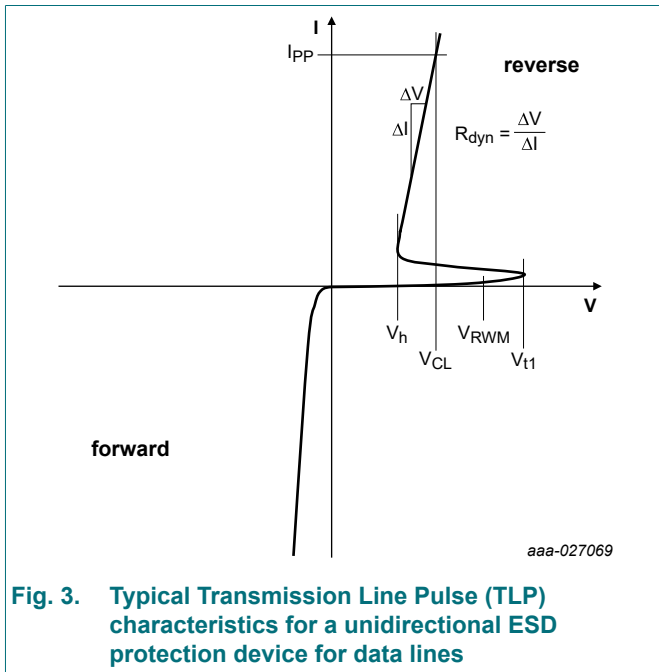 I
I_PP
reverse
ΔV
ΔI
R_dyn = ΔV/ΔI
V
V_h
V_RWM
V_CL
V_t1
forward
aaa-027069
Fig. 3. Typical Transmission Line Pulse (TLP)
characteristics for a unidirectional ESD
protection device for data lines